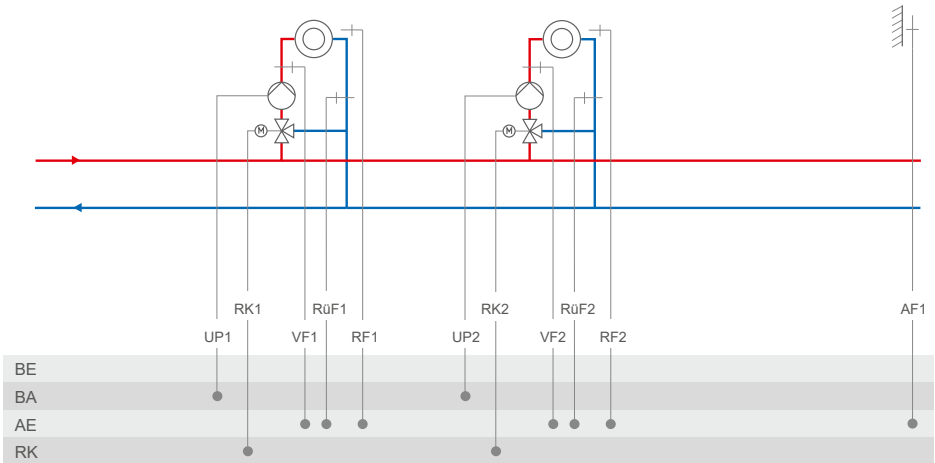 M M
RK1 RüF1 RK2 RüF2 AF1
UP1 VF1 RF1 UP2 VF2 RF2
BE
BA
AE
RK